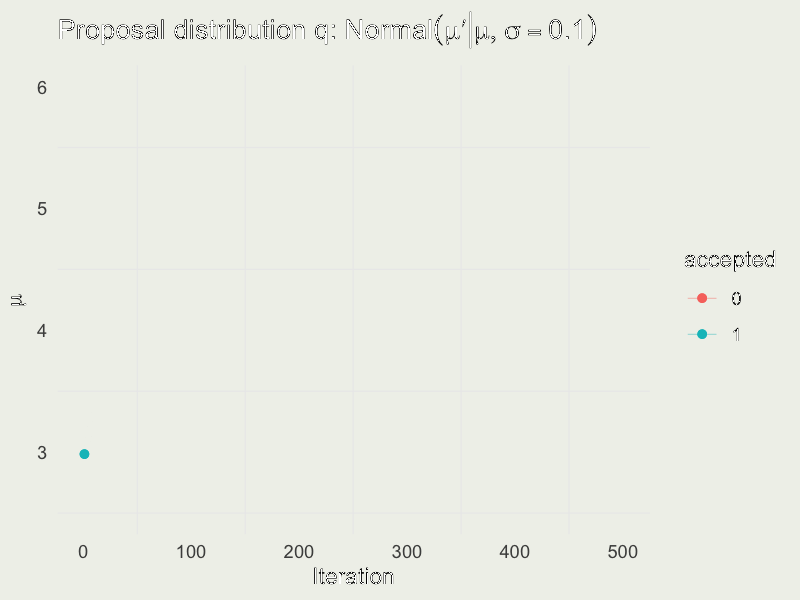 Proposal distribution q: Normal(μ′|μ, σ = 0.1)
6
5
4
3
μ
0 100 200 300 400 500
Iteration
accepted
0
1